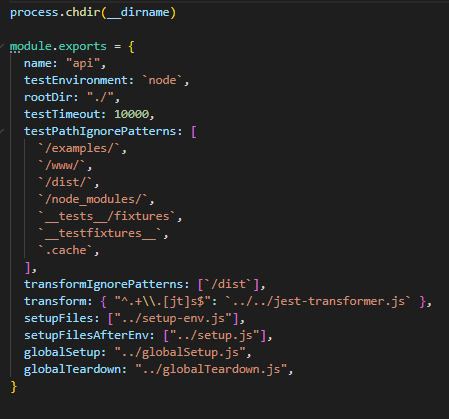 process.chdir(__dirname)
module.exports = {
name: "api",
testEnvironment: `node`,
rootDir: "./",
testTimeout: 10000,
testPathIgnorePatterns: [
`/examples/`,
`/www/`,
`/dist/`,
`/node_modules/`,
`__tests__/fixtures`,
`__testfixtures__`,
`.cache`,
],
transformIgnorePatterns: [`/dist`],
transform: { "^.+\\.[jt]s$": `../../jest-transformer.js` },
setupFiles: ["../setup-env.js"],
setupFilesAfterEnv: ["../setup.js"],
globalSetup: "../globalSetup.js",
globalTeardown: "../globalTeardown.js",
}